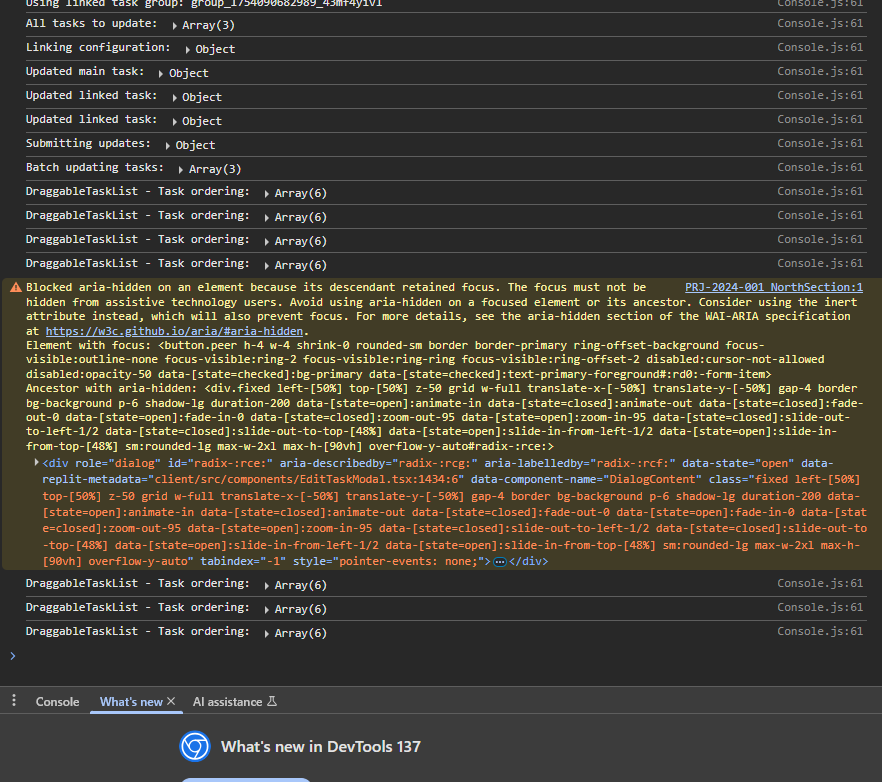 Using linked task group: group_1754090682989_43mf4yivl Console.js:61
All tasks to update: ▸ Array(3) Console.js:61
Linking configuration: ▸ Object Console.js:61
Updated main task: ▸ Object Console.js:61
Updated linked task: ▸ Object Console.js:61
Updated linked task: ▸ Object Console.js:61
Submitting updates: ▸ Object Console.js:61
Batch updating tasks: ▸ Array(3) Console.js:61
DraggableTaskList - Task ordering: ▸ Array(6) Console.js:61
DraggableTaskList - Task ordering: ▸ Array(6) Console.js:61
DraggableTaskList - Task ordering: ▸ Array(6) Console.js:61
DraggableTaskList - Task ordering: ▸ Array(6) Console.js:61
Blocked aria-hidden on an element because its descendant retained focus. The focus must not be PRJ-2024-001_NorthSection:1
hidden from assistive technology users. Avoid using aria-hidden on a focused element or its ancestor. Consider using the inert
attribute instead, which will also prevent focus. For more details, see the aria-hidden section of the WAI-ARIA specification
at https://w3c.github.io/aria/#aria-hidden.
Element with focus: <button.peer h-4 w-4 shrink-0 rounded-sm border border-primary ring-offset-background focus-
visible:outline-none focus-visible:ring-2 focus-visible:ring-ring focus-visible:ring-offset-2 disabled:cursor-not-allowed
disabled:opacity-50 data-[state=checked]:bg-primary data-[state=checked]:text-primary-foreground#:rd0:-form-item>
Ancestor with aria-hidden: <div.fixed left-[50%] top-[50%] z-50 grid w-full translate-x-[-50%] translate-y-[-50%] gap-4 border
bg-background p-6 shadow-lg duration-200 data-[state=open]:animate-in data-[state=closed]:animate-out data-[state=closed]:fade-
out-0 data-[state=open]:fade-in-0 data-[state=closed]:zoom-out-95 data-[state=open]:zoom-in-95 data-[state=closed]:slide-out-
to-left-1/2 data-[state=closed]:slide-out-to-top-[48%] data-[state=open]:slide-in-from-left-1/2 data-[state=open]:slide-in-
from-top-[48%] sm:rounded-lg max-w-2xl max-h-[90vh] overflow-y-auto#radix-:rce:>
▸ <div role="dialog" id="radix-:rce:" aria-describedby="radix-:rcg:" aria-labelledby="radix-:rcf:" data-state="open" data-
replit-metadata="client/src/components/EditTaskModal.tsx:1434:6" data-component-name="DialogContent" class="fixed left-[50%]
top-[50%] z-50 grid w-full translate-x-[-50%] translate-y-[-50%] gap-4 border bg-background p-6 shadow-lg duration-200 data-
[state=open]:animate-in data-[state=closed]:animate-out data-[state=closed]:fade-out-0 data-[state=open]:fade-in-0 data-[stat
e=closed]:zoom-out-95 data-[state=open]:zoom-in-95 data-[state=closed]:slide-out-to-left-1/2 data-[state=closed]:slide-out-to
-top-[48%] data-[state=open]:slide-in-from-left-1/2 data-[state=open]:slide-in-from-top-[48%] sm:rounded-lg max-w-2xl max-h-
[90vh] overflow-y-auto" tabindex="-1" style="pointer-events: none;">…</div>
DraggableTaskList - Task ordering: ▸ Array(6) Console.js:61
DraggableTaskList - Task ordering: ▸ Array(6) Console.js:61
DraggableTaskList - Task ordering: ▸ Array(6) Console.js:61
Console What's new AI assistance
What's new in DevTools 137